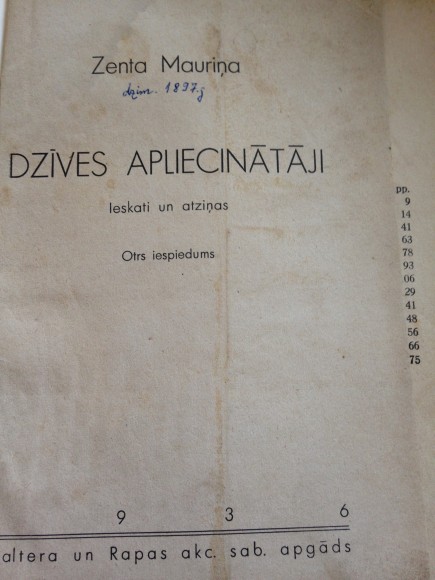 Zenta Mauriņa
dzim. 1897.g
DZĪVES APLIECINĀTĀJI
Ieskati un atziņas
Otrs iespiedums
9 3 6
altera un Rapas akc. sab. apgāds
pp.
9
14
41
63
78
93
06
29
41
48
56
66
75